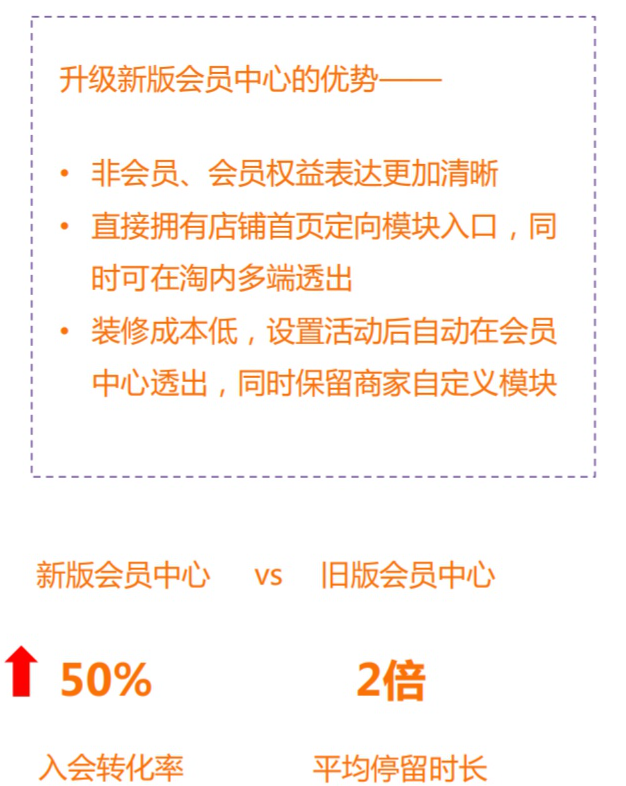 升级新版会员中心的优势——
• 非会员、会员权益表达更加清晰
• 直接拥有店铺首页定向模块入口，同
时可在淘内多端透出
• 装修成本低，设置活动后自动在会员
中心透出，同时保留商家自定义模块
新版会员中心 vs 旧版会员中心
50% 2倍
入会转化率 平均停留时长